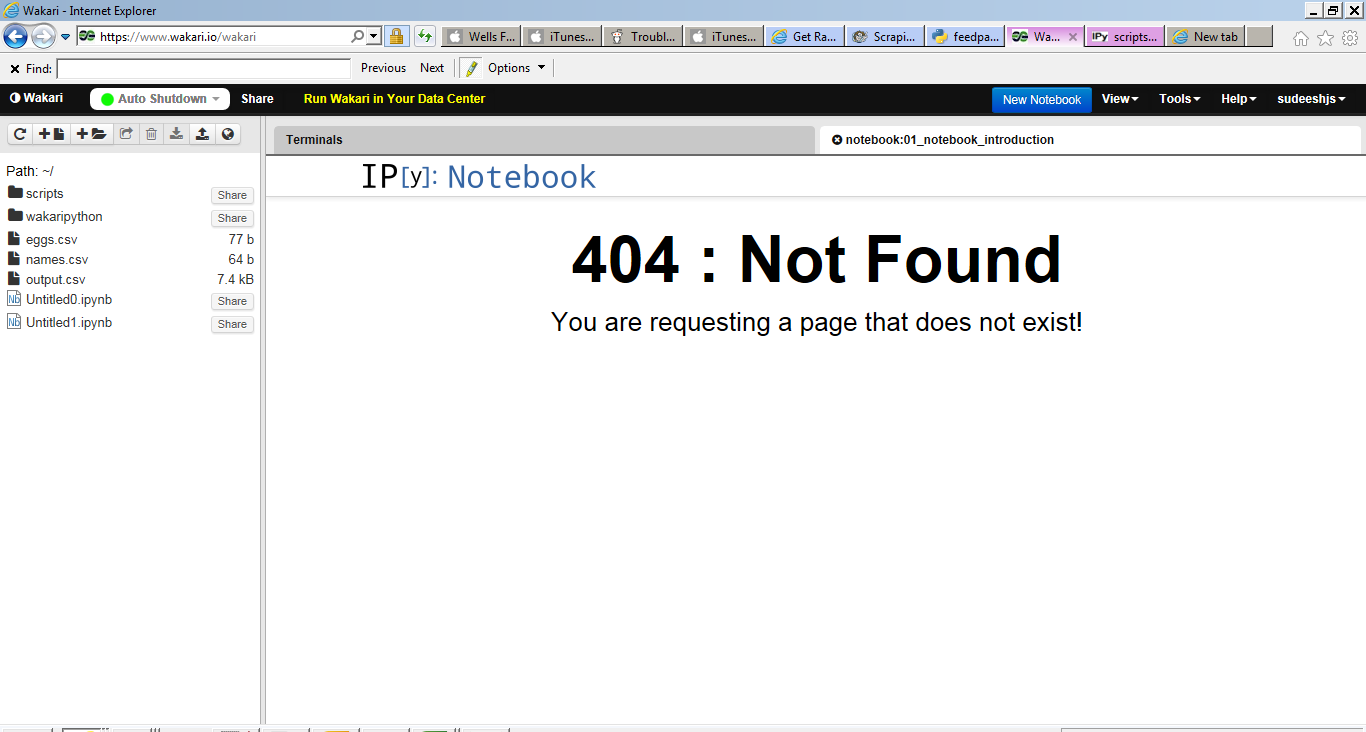 Wakari - Internet Explorer
https://www.wakari.io/wakari
Wells F... iTunes... Troubl... iTunes... Get Ra... Scrapi... feedpa... Wa... IPy scripts... New tab
Find: Previous Next Options
Wakari Auto Shutdown Share Run Wakari in Your Data Center New Notebook View Tools Help sudeeshjs
Terminals notebook:01_notebook_introduction
Path: ~/
scripts Share
wakaripython Share
eggs.csv 77 b
names.csv 64 b
output.csv 7.4 kB
Nb Untitled0.ipynb Share
Nb Untitled1.ipynb Share
IP[y]: Notebook
404 : Not Found
You are requesting a page that does not exist!